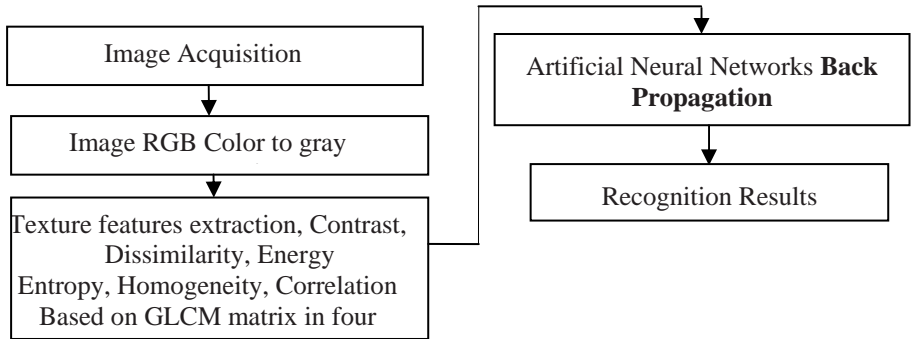 Image Acquisition
Image RGB Color to gray
Texture features extraction, Contrast,
Dissimilarity, Energy
Entropy, Homogeneity, Correlation
Based on GLCM matrix in four
Artificial Neural Networks Back
Propagation
Recognition Results